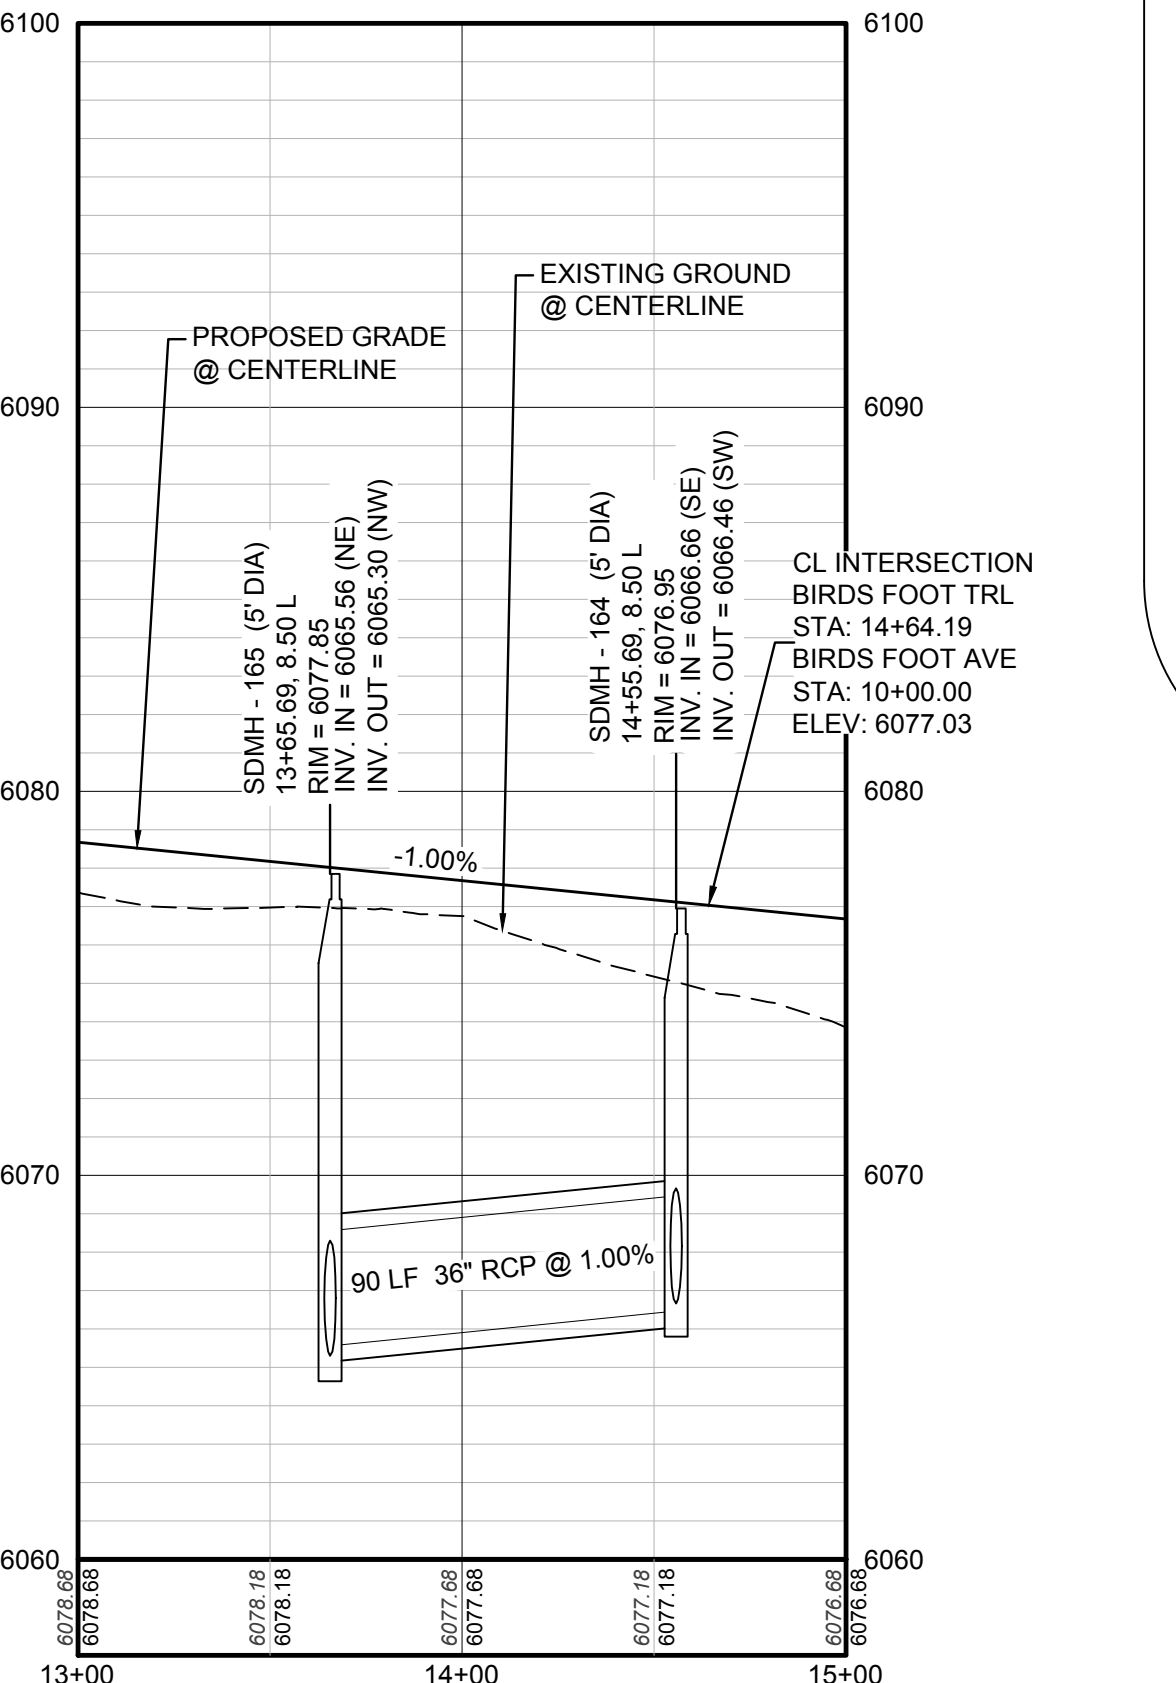 6100
6100
EXISTING GROUND
@ CENTERLINE
PROPOSED GRADE
@ CENTERLINE
6090
6090
SDMH - 165 (5' DIA)
13+65.69, 8.50 L
RIM = 6077.85
INV. IN = 6065.56 (NE)
INV. OUT = 6065.30 (NW)
SDMH - 164 (5' DIA)
14+55.69, 8.50 L
RIM = 6076.95
INV. IN = 6066.66 (SE)
INV. OUT = 6066.46 (SW)
CL INTERSECTION
BIRDS FOOT TRL
STA: 14+64.19
BIRDS FOOT AVE
STA: 10+00.00
ELEV: 6077.03
6080
6080
-1.00%
6070
6070
90 LF 36" RCP @ 1.00%
6060
6060
6078.68
6078.68
6078.18
6078.18
6077.68
6077.68
6077.18
6077.18
6076.68
6076.68
13+00
14+00
15+00